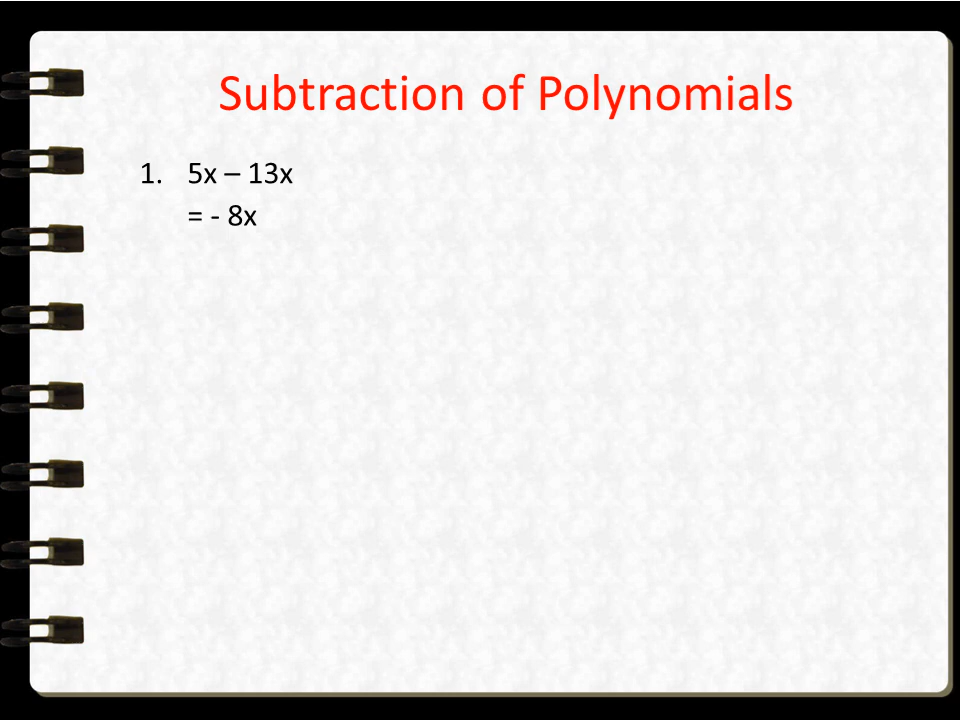 Subtraction of Polynomials
1. 5x – 13x
= - 8x